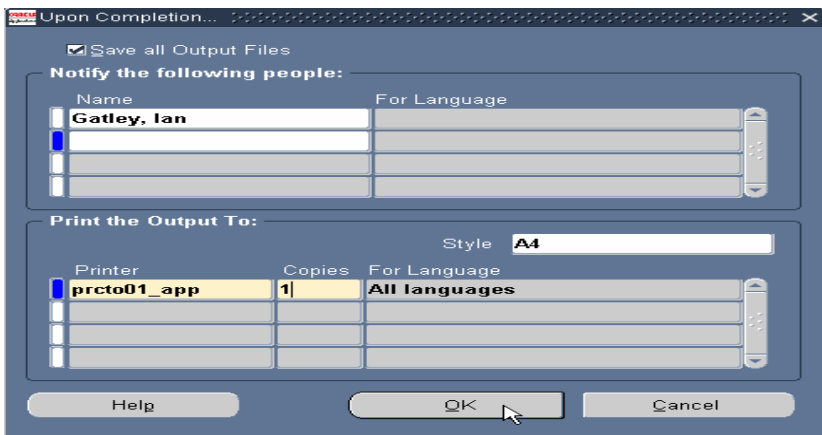 ORACLE Upon Completion...
Save all Output Files
Notify the following people:
Name For Language
Gatley, Ian
Print the Output To:
Style A4
Printer Copies For Language
prcto01_app 1 All languages
Help OK Cancel